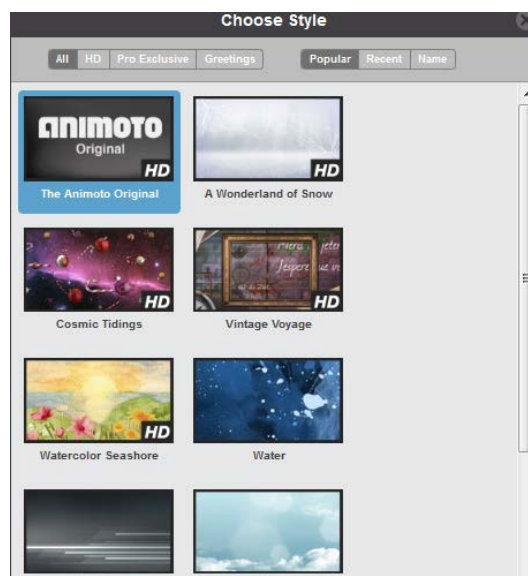 Choose Style
All HD Pro Exclusive Greetings Popular Recent Name
ANIMOTO
Original
HD
The Animoto Original
HD
A Wonderland of Snow
HD
Cosmic Tidings
HD
Vintage Voyage
HD
Watercolor Seashore
Water